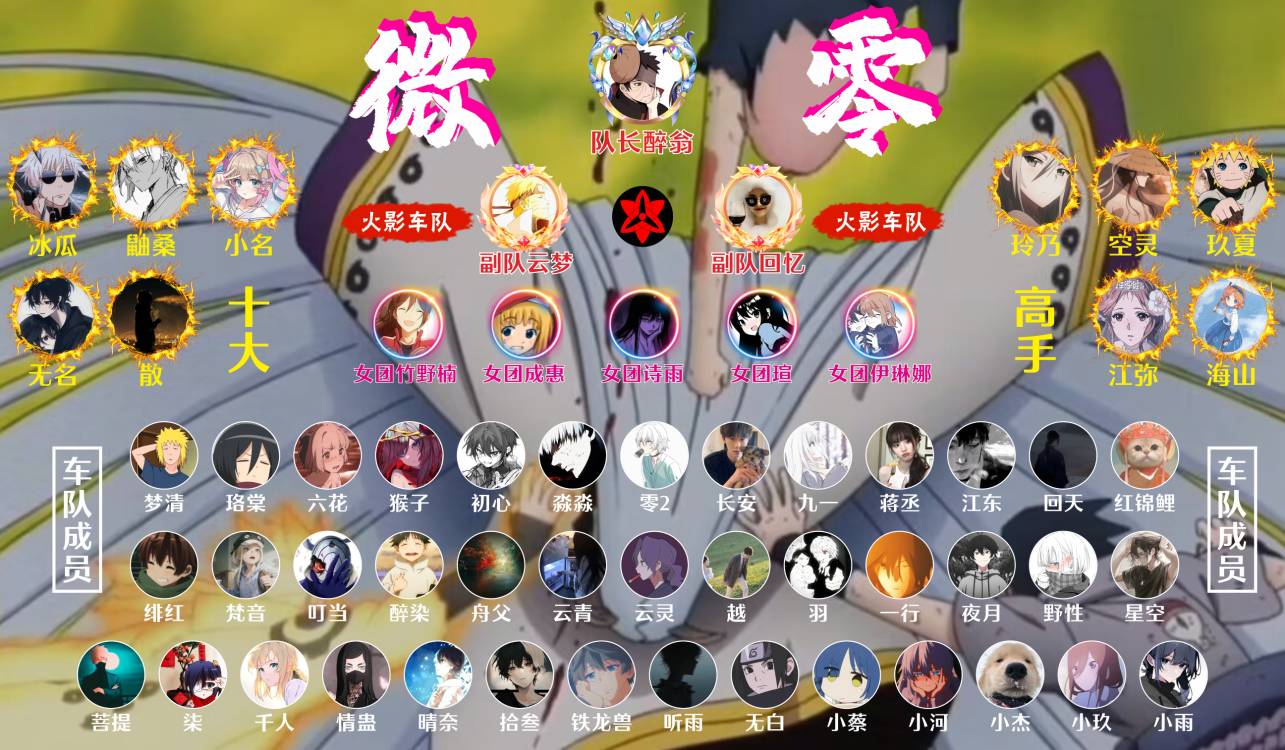 微 零
队长醉翁
火影车队 火影车队
副队云梦 副队回忆
冰瓜 鼬桑 小名
玲乃 空灵 玖夏
无名 散
十大
高手
江弥 海山
女团竹野楠 女团成惠 女团诗雨 女团瑄 女团伊琳娜
车队成员
车队成员
梦清 珞棠 六花 猴子 初心 淼淼 零2 长安 九一 蒋丞 江东 回天 红锦鲤
绯红 梵音 叮当 醉染 舟父 云青 云灵 越 羽 一行 夜月 野性 星空
菩提 柒 千人 情蛊 晴奈 拾叁 铁龙兽 听雨 无白 小蔡 小河 小杰 小玖 小雨